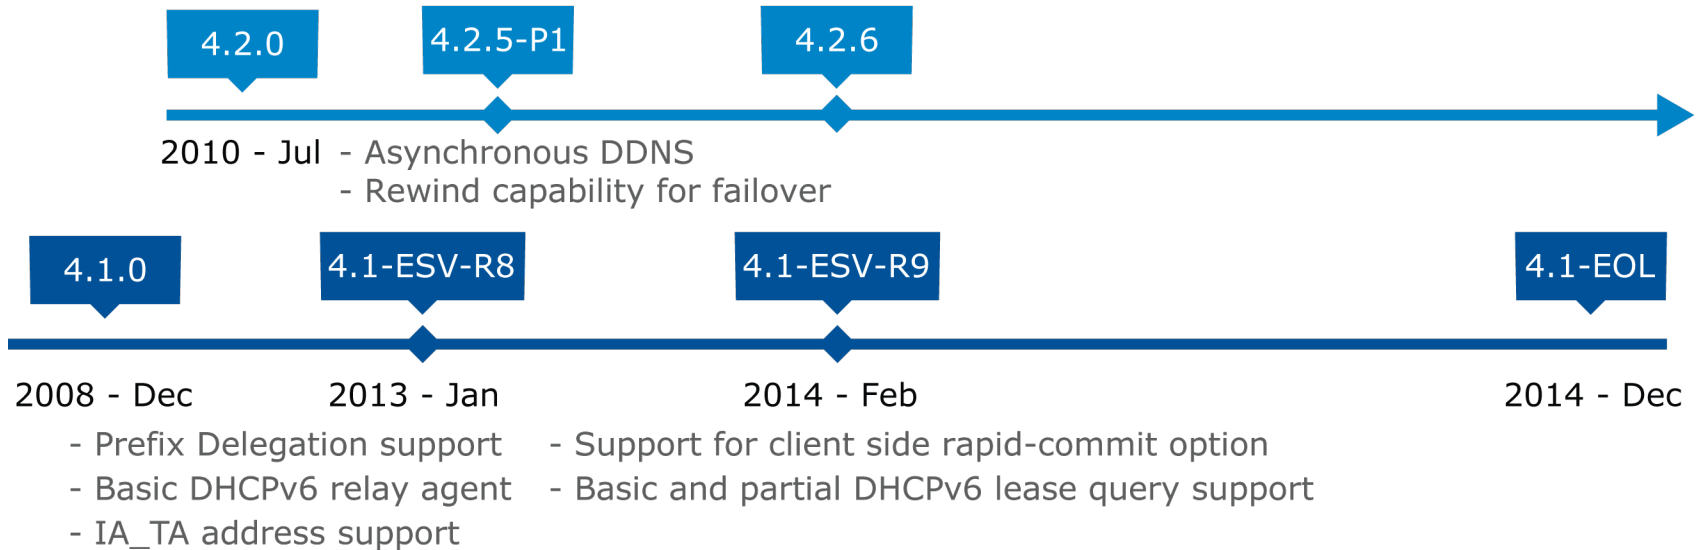 4.2.0 4.2.5-P1 4.2.6
2010 - Jul - Asynchronous DDNS
- Rewind capability for failover
4.1.0 4.1-ESV-R8 4.1-ESV-R9 4.1-EOL
2008 - Dec 2013 - Jan 2014 - Feb 2014 - Dec
- Prefix Delegation support - Support for client side rapid-commit option
- Basic DHCPv6 relay agent - Basic and partial DHCPv6 lease query support
- IA_TA address support